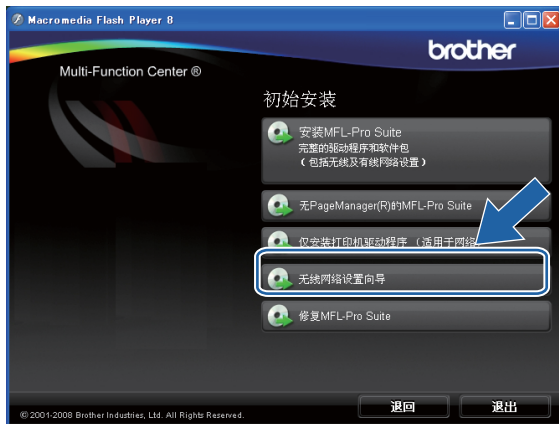 Macromedia Flash Player 8
brother
Multi-Function Center ®
初始安装
安装MFL-Pro Suite
完整的驱动程序和软件包
（包括无线及有线网络设置）
无PageManager(R)的MFL-Pro Suite
仅安装打印机驱动程序 （适用于网络
无线网络设置向导
修复MFL-Pro Suite
退回
退出
© 2001-2008 Brother Industries, Ltd. All Rights Reserved.